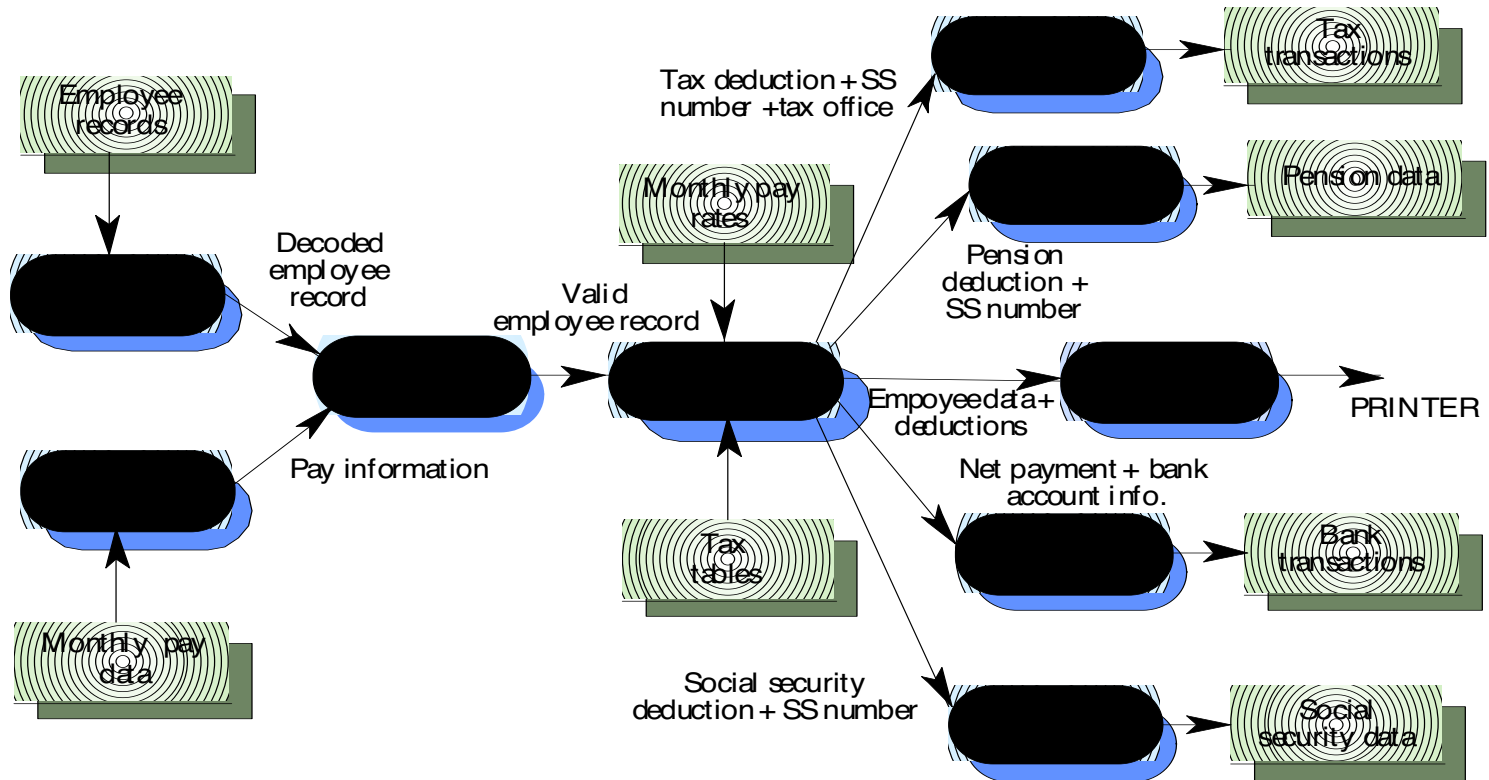 Employee
records
Decoded
employee
record
Monthly pay
data
Pay information
Valid
employee record
Monthly pay
rates
Tax
tables
Tax deduction + SS
number +tax office
Pension
deduction +
SS number
Empoyee data +
deductions
Net payment + bank
account info.
Social security
deduction + SS number
Tax
transactions
Pension data
PRINTER
Bank
transactions
Social
security data